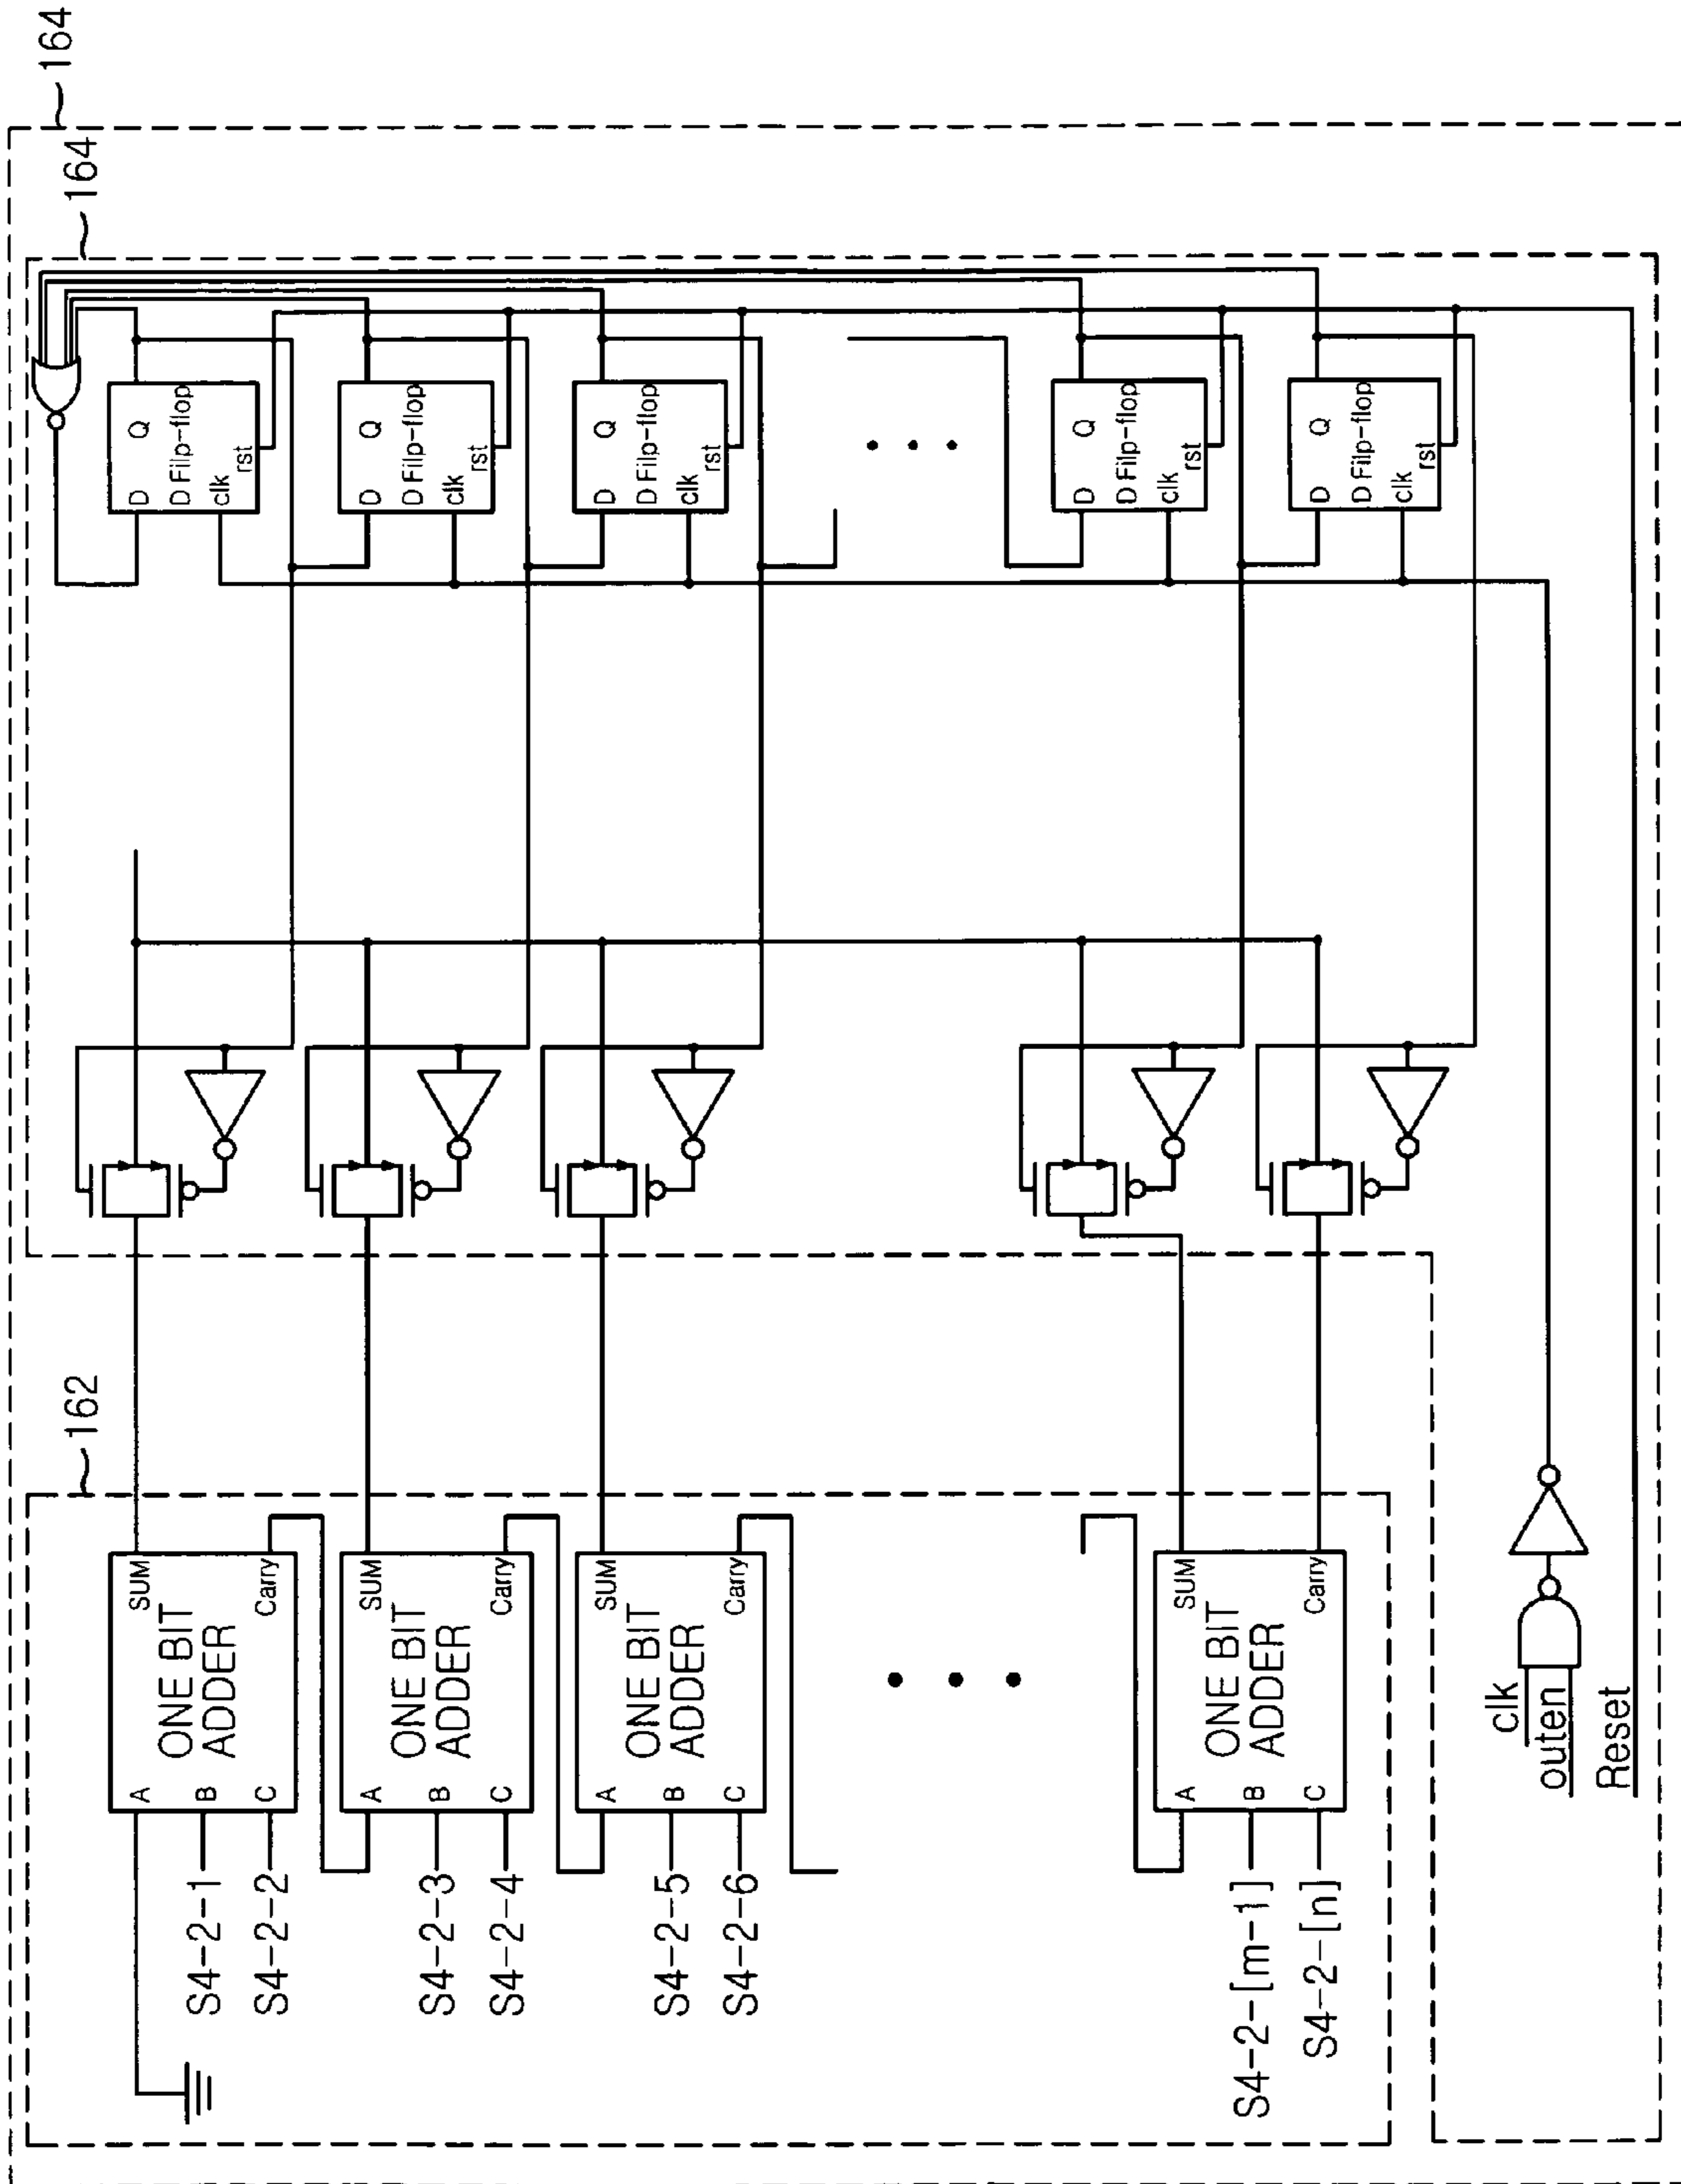 164
164
162
D Q
D Filp-flop
clk
rst
D Q
D Filp-flop
clk
rst
D Q
D Filp-flop
clk
rst
D Q
D Filp-flop
clk
rst
D Q
D Filp-flop
clk
rst
A SUM
ONE BIT
ADDER
B
C Carry
S4-2-1
S4-2-2
A SUM
ONE BIT
ADDER
B
C Carry
S4-2-3
S4-2-4
A SUM
ONE BIT
ADDER
B
C Carry
S4-2-5
S4-2-6
A SUM
ONE BIT
ADDER
B
C Carry
S4-2-[m-1]
S4-2-[n]
clk
outen
Reset